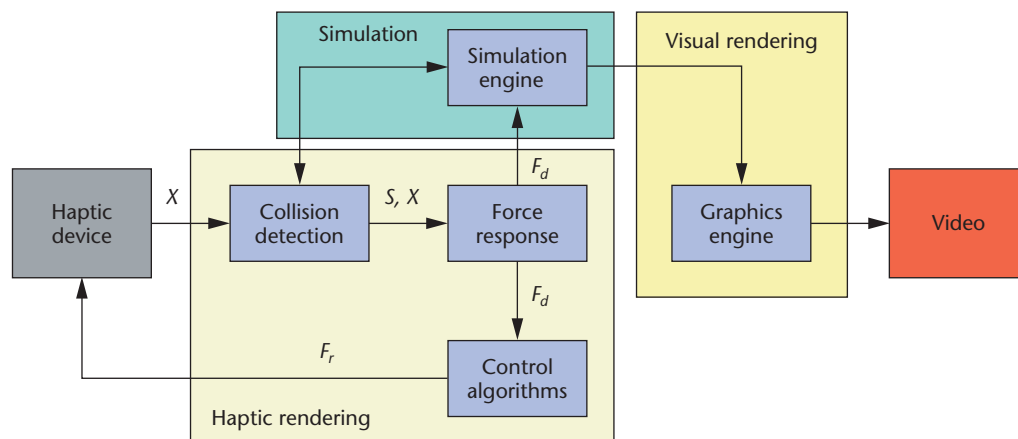 Simulation
Simulation
engine
Visual rendering
Haptic
device
X
Collision
detection
S, X
F_d
Force
response
Graphics
engine
Video
F_d
F_r
Control
algorithms
Haptic rendering